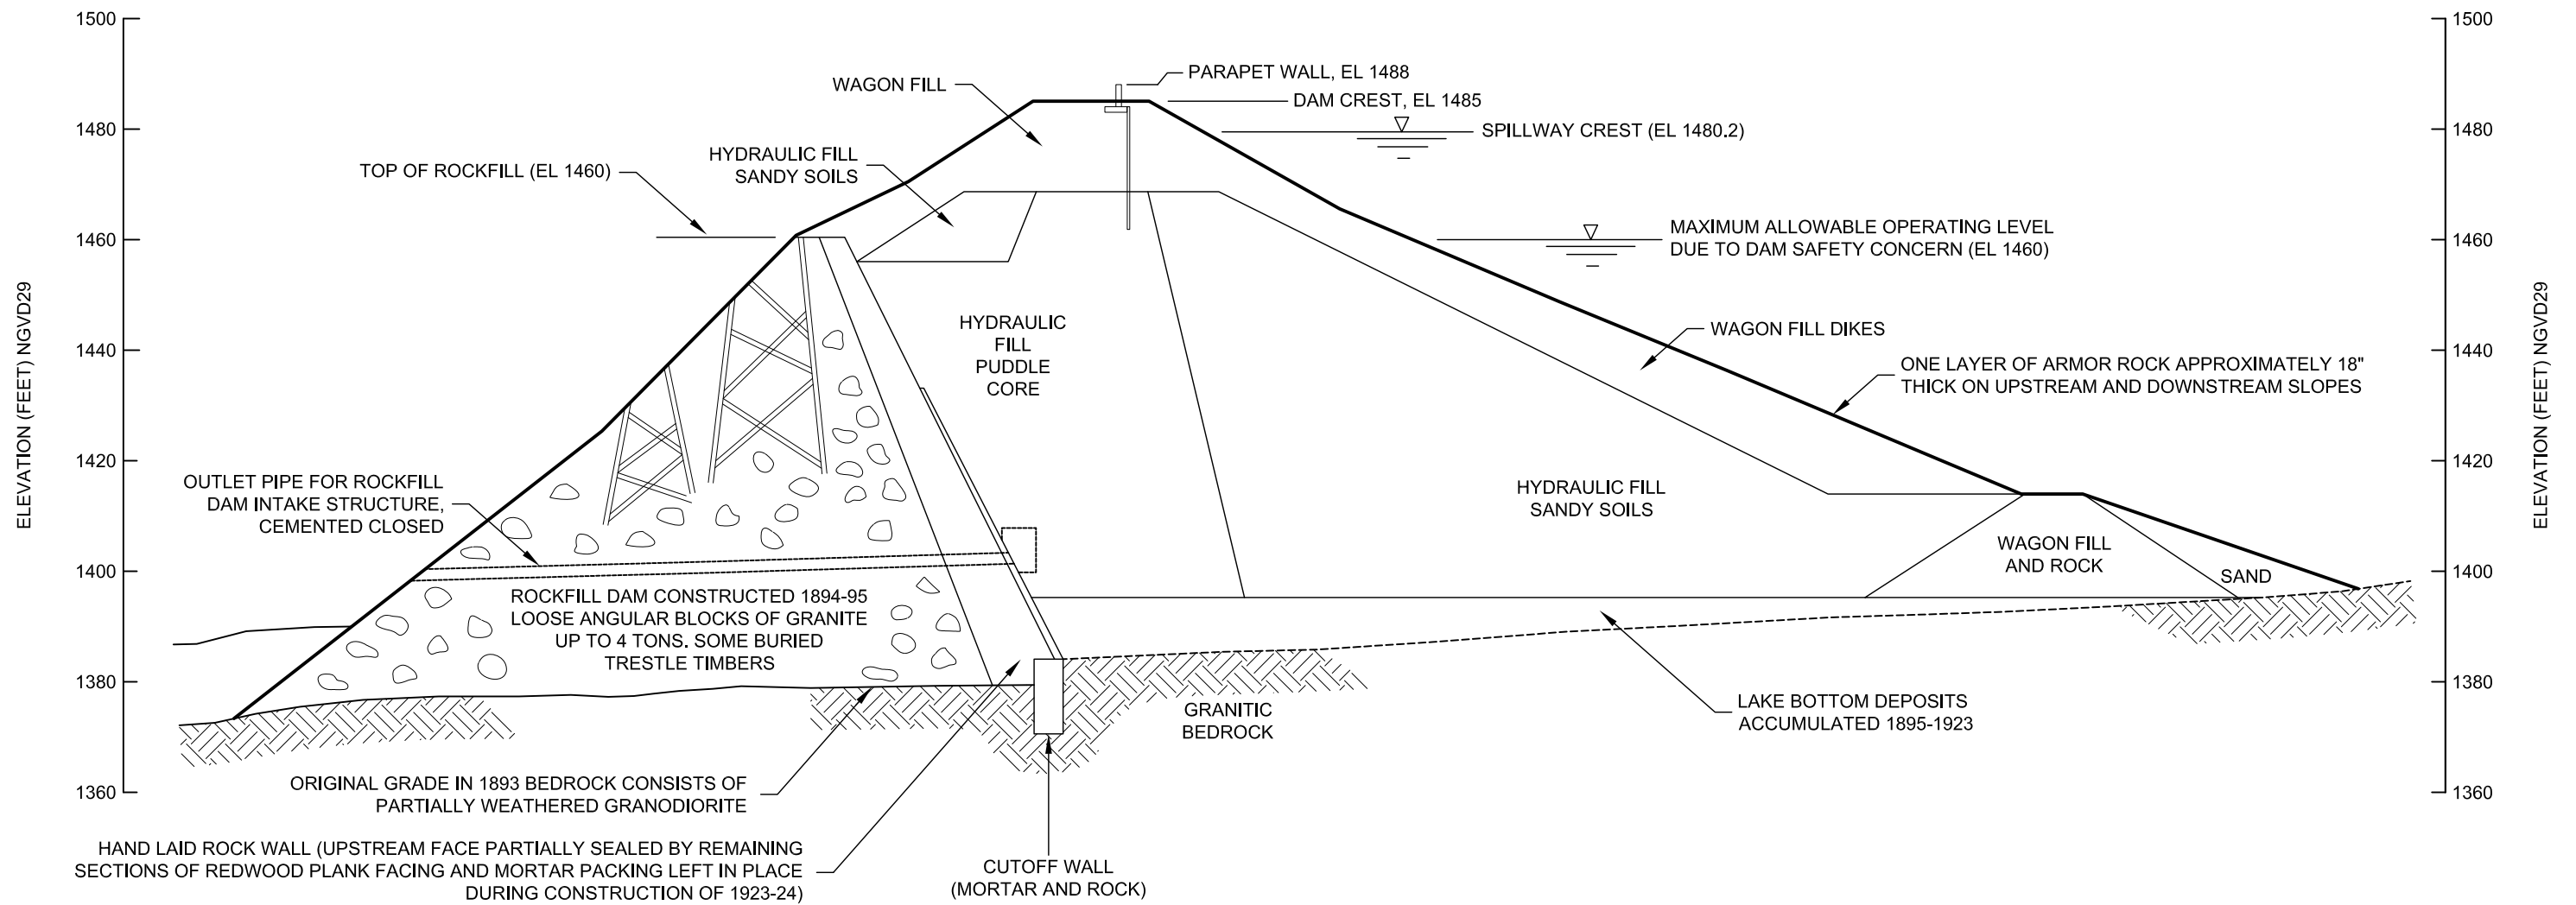 1500
1480
1460
1440
1420
1400
1380
1360
ELEVATION (FEET) NGVD29
WAGON FILL
PARAPET WALL, EL 1488
DAM CREST, EL 1485
SPILLWAY CREST (EL 1480.2)
HYDRAULIC FILL
SANDY SOILS
TOP OF ROCKFILL (EL 1460)
MAXIMUM ALLOWABLE OPERATING LEVEL
DUE TO DAM SAFETY CONCERN (EL 1460)
HYDRAULIC
FILL
PUDDLE
CORE
WAGON FILL DIKES
ONE LAYER OF ARMOR ROCK APPROXIMATELY 18"
THICK ON UPSTREAM AND DOWNSTREAM SLOPES
OUTLET PIPE FOR ROCKFILL
DAM INTAKE STRUCTURE,
CEMENTED CLOSED
HYDRAULIC FILL
SANDY SOILS
WAGON FILL
AND ROCK
SAND
ROCKFILL DAM CONSTRUCTED 1894-95
LOOSE ANGULAR BLOCKS OF GRANITE
UP TO 4 TONS. SOME BURIED
TRESTLE TIMBERS
GRANITIC
BEDROCK
LAKE BOTTOM DEPOSITS
ACCUMULATED 1895-1923
ORIGINAL GRADE IN 1893 BEDROCK CONSISTS OF
PARTIALLY WEATHERED GRANODIORITE
HAND LAID ROCK WALL (UPSTREAM FACE PARTIALLY SEALED BY REMAINING
SECTIONS OF REDWOOD PLANK FACING AND MORTAR PACKING LEFT IN PLACE
DURING CONSTRUCTION OF 1923-24)
CUTOFF WALL
(MORTAR AND ROCK)
1500
1480
1460
1440
1420
1400
1380
1360
ELEVATION (FEET) NGVD29